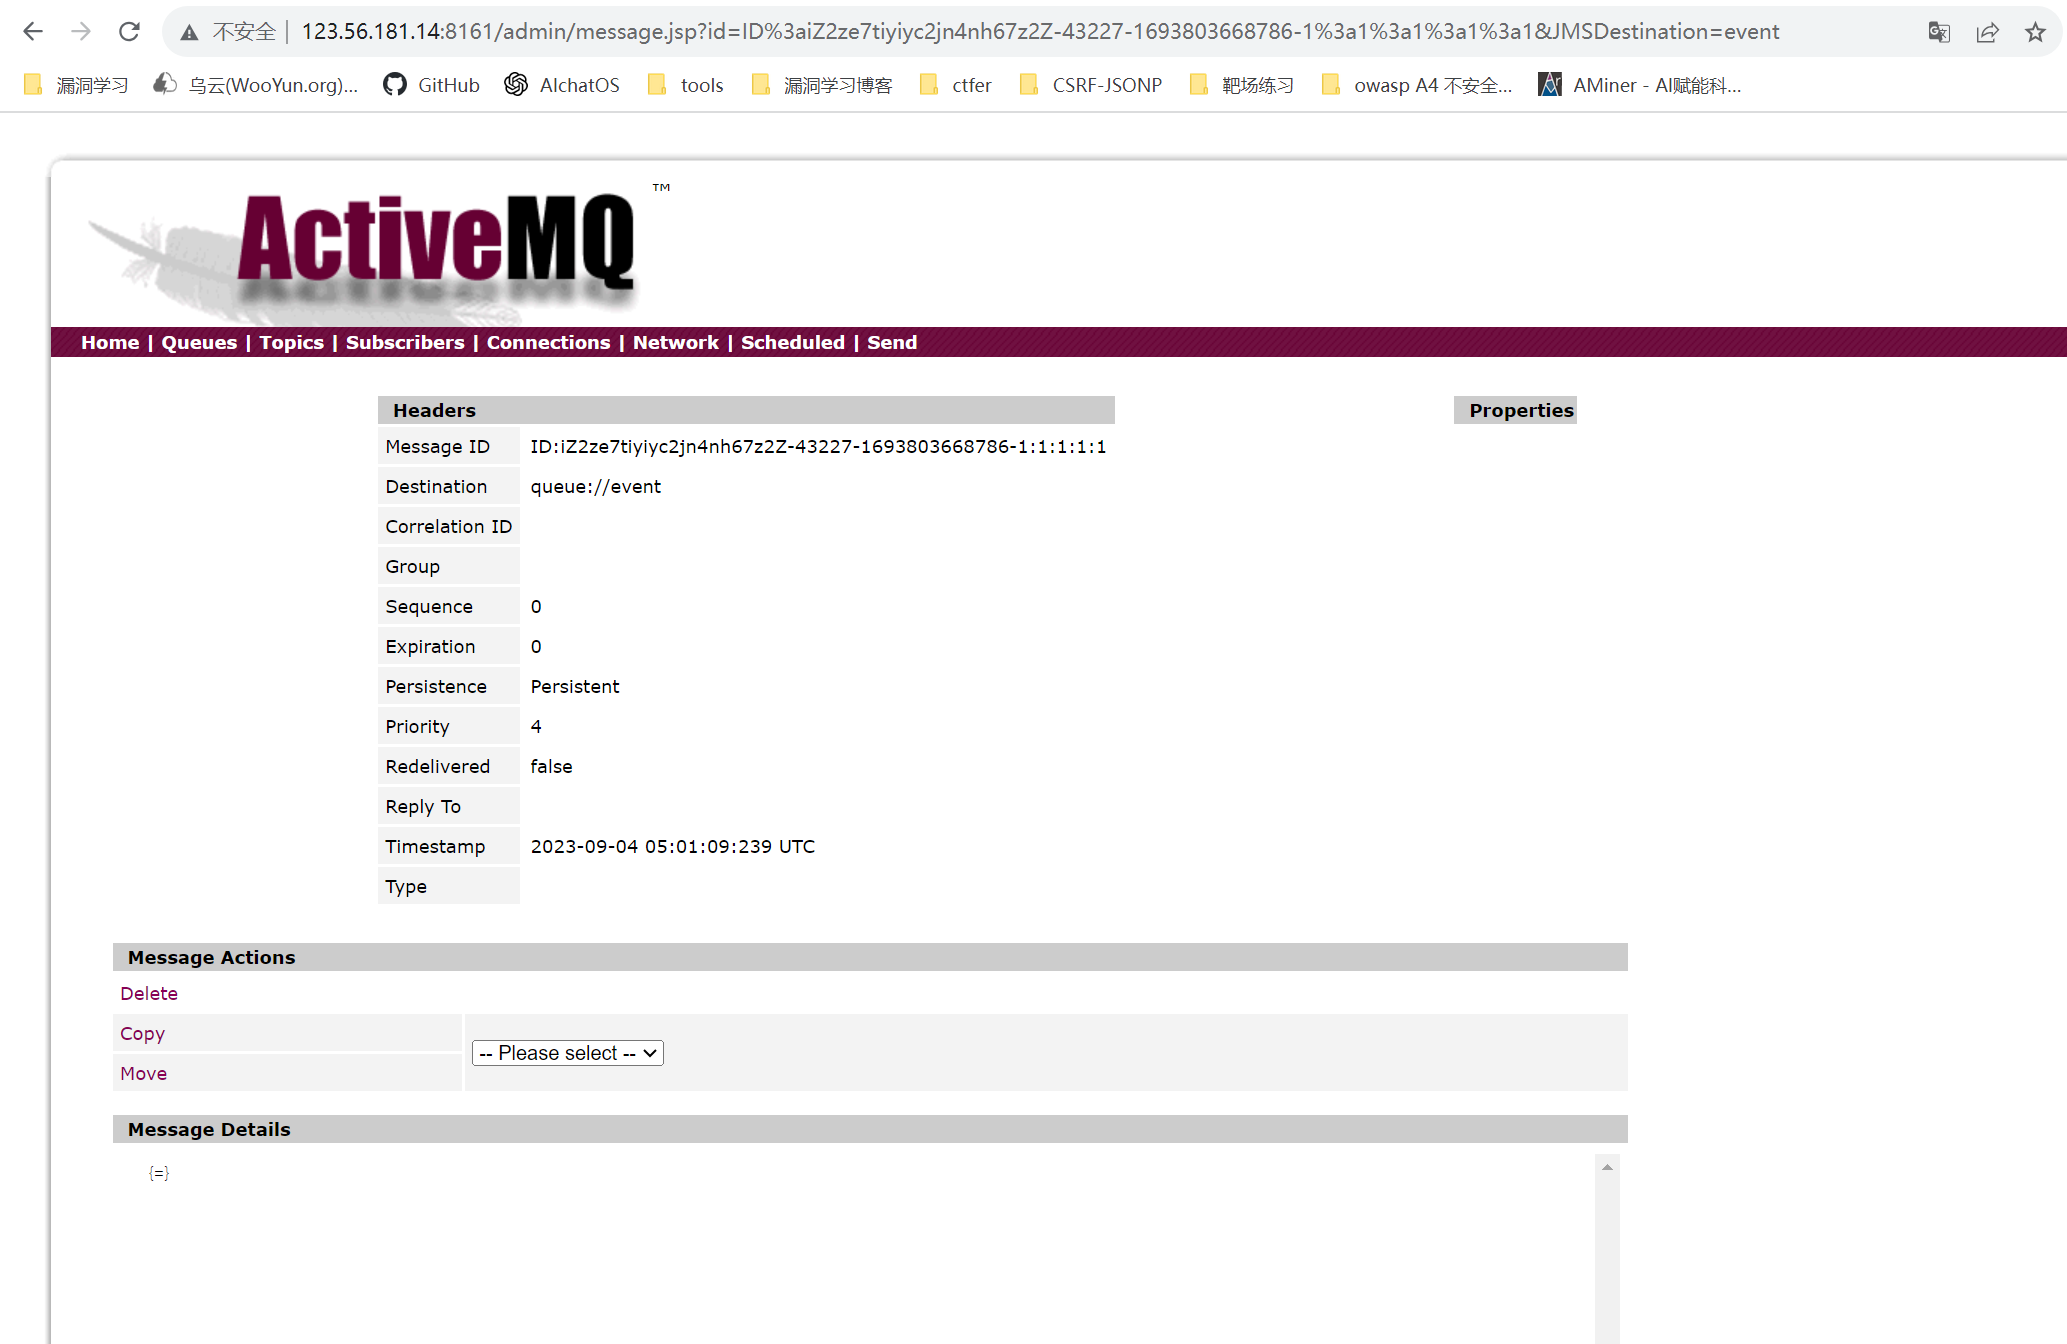 不安全 | 123.56.181.14:8161/admin/message.jsp?id=ID%3aiZ2ze7tiyiyc2jn4nh67z2Z-43227-1693803668786-1%3a1%3a1%3a1%3a1&JMSDestination=event
漏洞学习 乌云(WooYun.org)... GitHub AIchatOS tools 漏洞学习博客 ctfer CSRF-JSONP 靶场练习 owasp A4 不安全... AMiner - AI赋能科...
ActiveMQ ™
Home | Queues | Topics | Subscribers | Connections | Network | Scheduled | Send
Headers Properties
Message ID ID:iZ2ze7tiyiyc2jn4nh67z2Z-43227-1693803668786-1:1:1:1:1
Destination queue://event
Correlation ID
Group
Sequence 0
Expiration 0
Persistence Persistent
Priority 4
Redelivered false
Reply To
Timestamp 2023-09-04 05:01:09:239 UTC
Type
Message Actions
Delete
Copy
-- Please select --
Move
Message Details
{=}